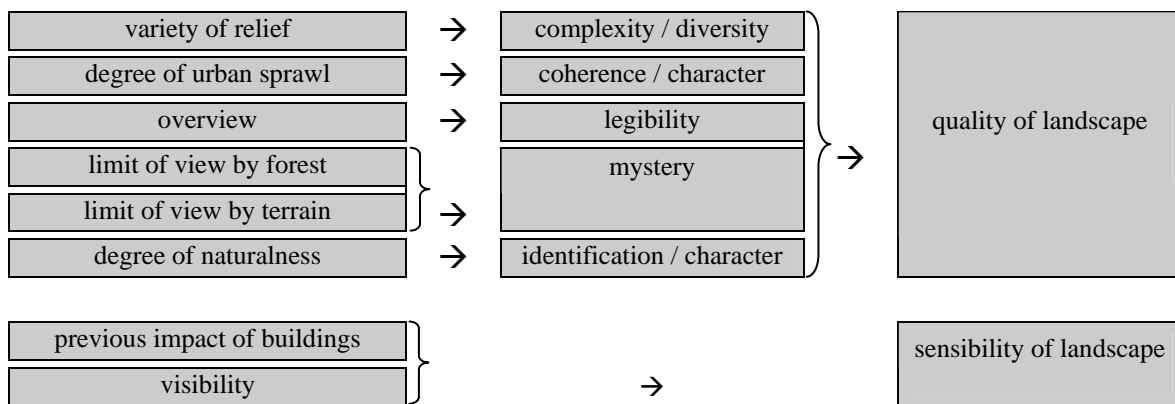 variety of relief → complexity / diversity
degree of urban sprawl → coherence / character
overview → legibility
quality of landscape
limit of view by forest
mystery
limit of view by terrain →
→
degree of naturalness → identification / character
previous impact of buildings
sensibility of landscape
visibility →